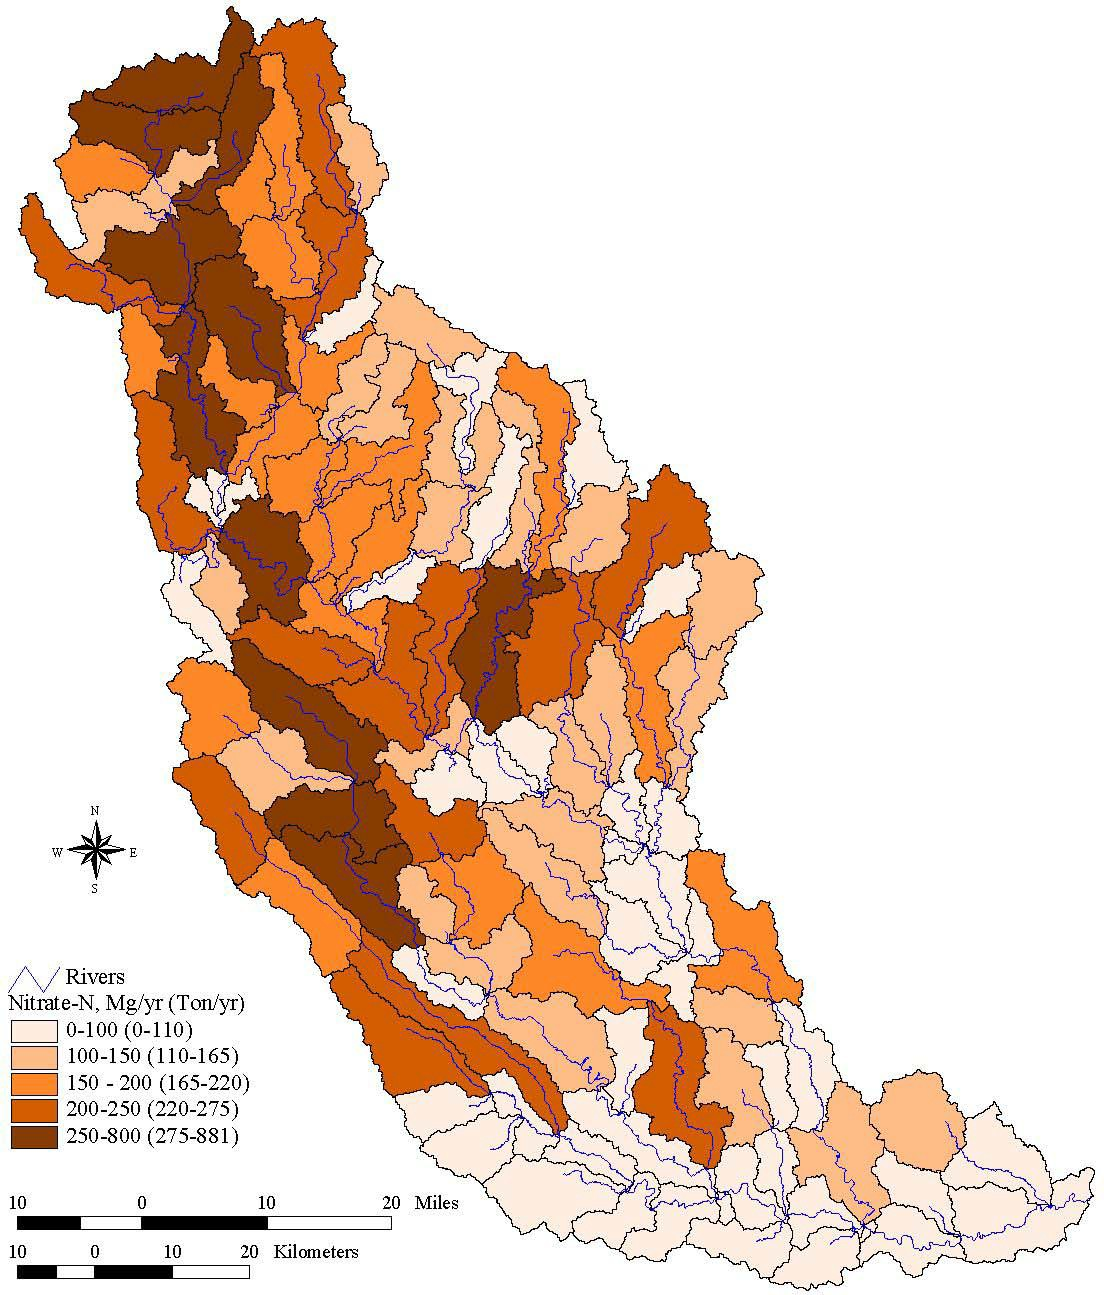 N
W E
S
Rivers
Nitrate-N, Mg/yr (Ton/yr)
0-100 (0-110)
100-150 (110-165)
150 - 200 (165-220)
200-250 (220-275)
250-800 (275-881)
10 0 10 20 Miles
10 0 10 20 Kilometers